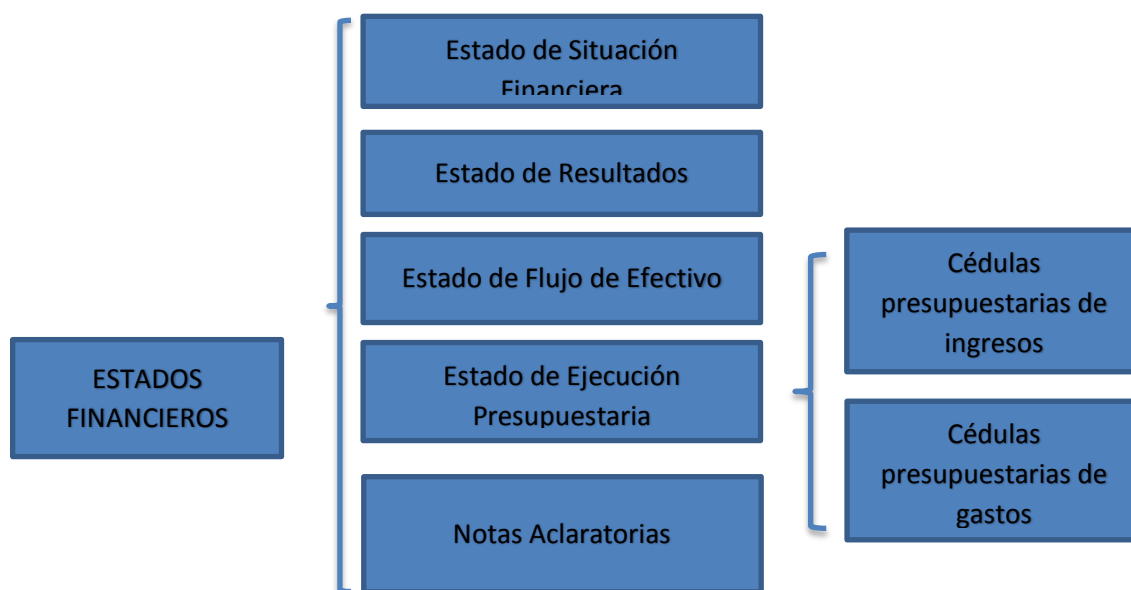 ESTADOS
FINANCIEROS
Estado de Situación
Financiera
Estado de Resultados
Estado de Flujo de Efectivo
Estado de Ejecución
Presupuestaria
Notas Aclaratorias
Cédulas
presupuestarias de
ingresos
Cédulas
presupuestarias de
gastos